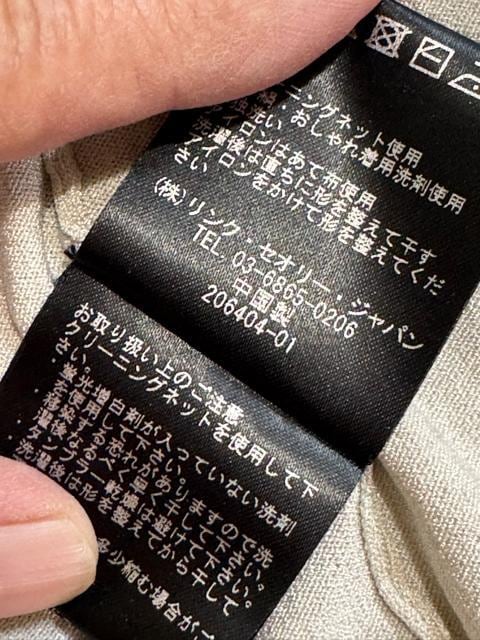 ニングネット使用
おしゃれ着用洗剤使用
アイロンはあて布使用
洗濯後は直ちに形を整えて干す
アイロンをかけて形を整えてくだ
さい
(株)リンク・セオリー・ジャパン
TEL. 03-6865-0206
中国製
206404-01
お取り扱い上のご注意
クリーニングネットを使用して下
さい。
蛍光増白剤が入っていない洗剤
を使用して下さい。
移染する恐れがありますので洗
濯後なるべく早く干して下さい。
タンブラー乾燥は避けて下さい。
洗濯後は形を整えてから干して
多少縮む場合が